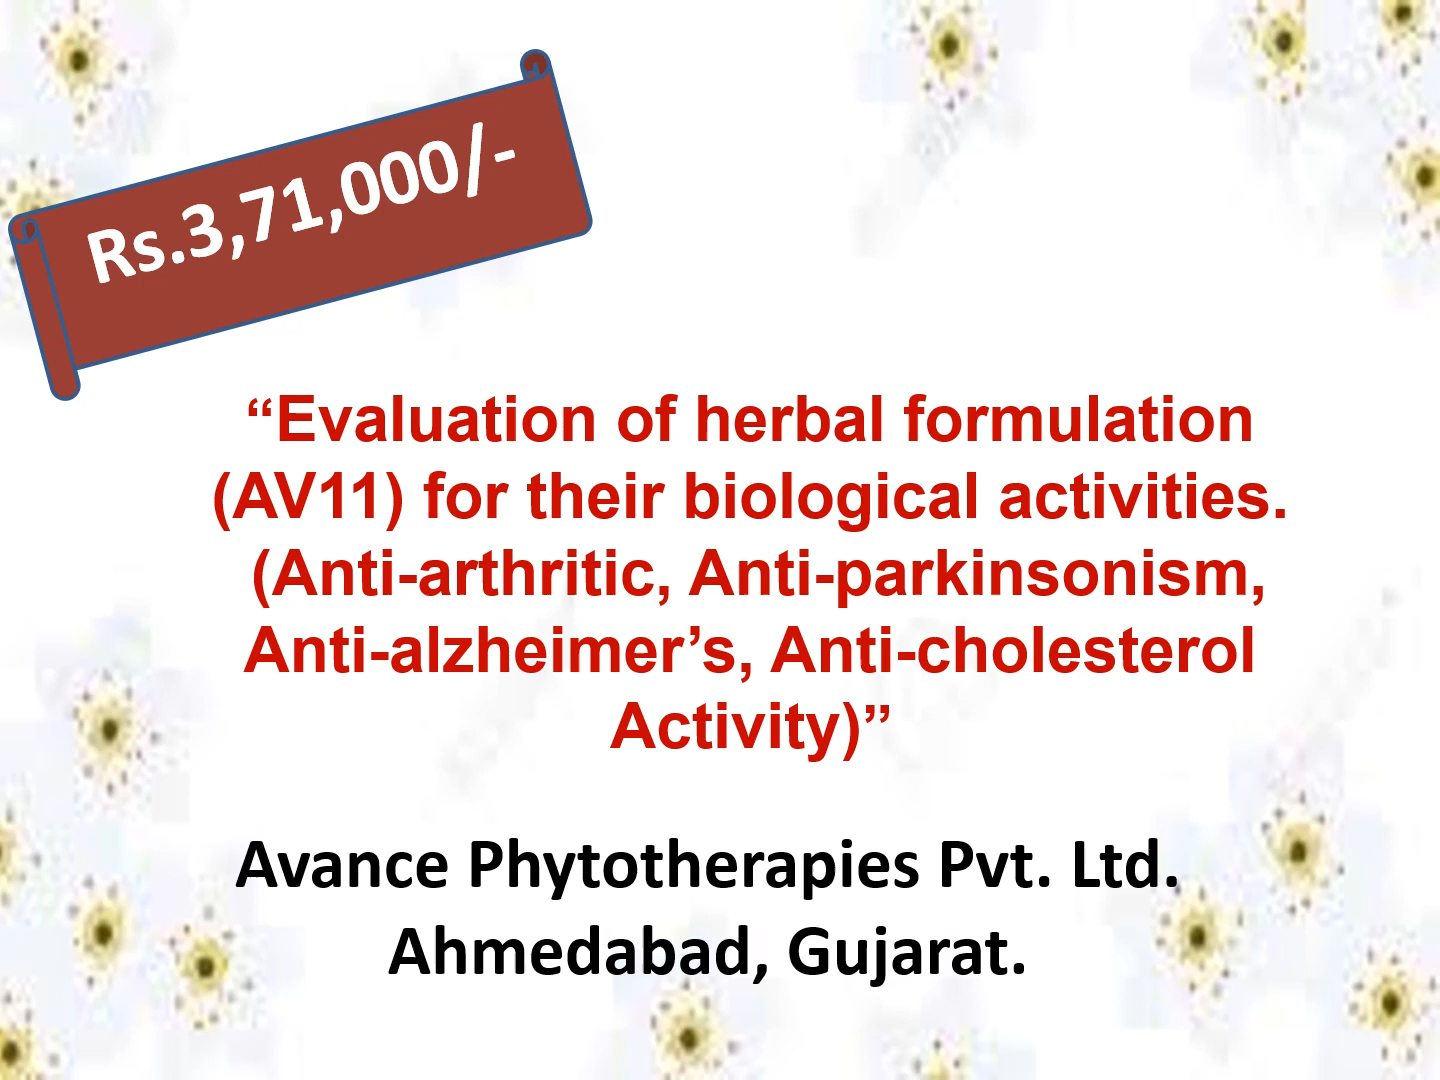 Rs.3,71,000/-
“Evaluation of herbal formulation
(AV11) for their biological activities.
(Anti-arthritic, Anti-parkinsonism,
Anti-alzheimer’s, Anti-cholesterol
Activity)”
Avance Phytotherapies Pvt. Ltd.
Ahmedabad, Gujarat.